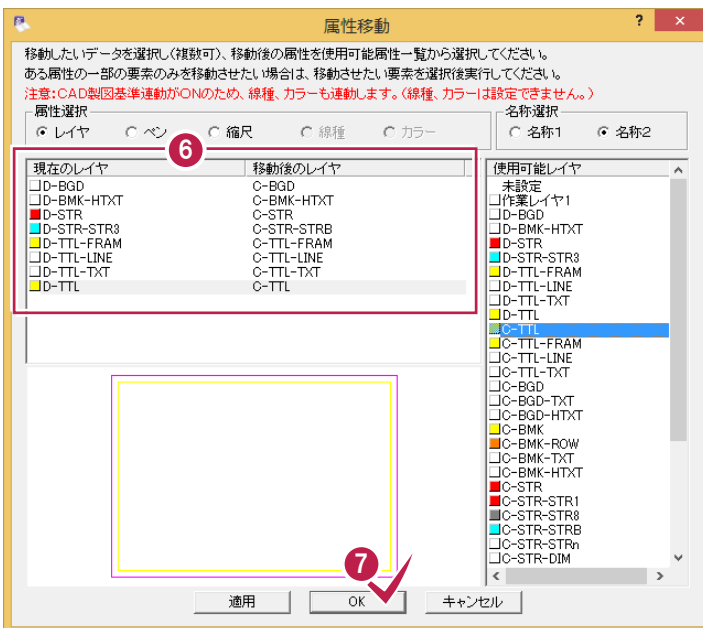 属性移動
?
×
移動したいデータを選択し(複数可)、移動後の属性を使用可能属性一覧から選択してください。
ある属性の一部の要素のみを移動させたい場合は、移動させたい要素を選択後実行してください。
注意：CAD製図基準連動がONのため、線種、カラーも連動します。(線種、カラーは設定できません。)
属性選択
レイヤ ペン 縮尺 線種 カラー
名称選択
名称1 名称2
6
現在のレイヤ 移動後のレイヤ
D-BGD C-BGD
D-BMK-HTXT C-BMK-HTXT
D-STR C-STR
D-STR-STR3 C-STR-STRB
D-TTL-FRAM C-TTL-FRAM
D-TTL-LINE C-TTL-LINE
D-TTL-TXT C-TTL-TXT
D-TTL C-TTL
使用可能レイヤ
未設定
作業レイヤ1
D-BGD
D-BMK-HTXT
D-STR
D-STR-STR3
D-TTL-FRAM
D-TTL-LINE
D-TTL-TXT
D-TTL
C-TTL
C-TTL-FRAM
C-TTL-LINE
C-TTL-TXT
C-BGD
C-BGD-TXT
C-BGD-HTXT
C-BMK
C-BMK-ROW
C-BMK-TXT
C-BMK-HTXT
C-STR
C-STR-STR1
C-STR-STR8
C-STR-STRB
C-STR-STRn
C-STR-DIM
7
適用 OK キャンセル